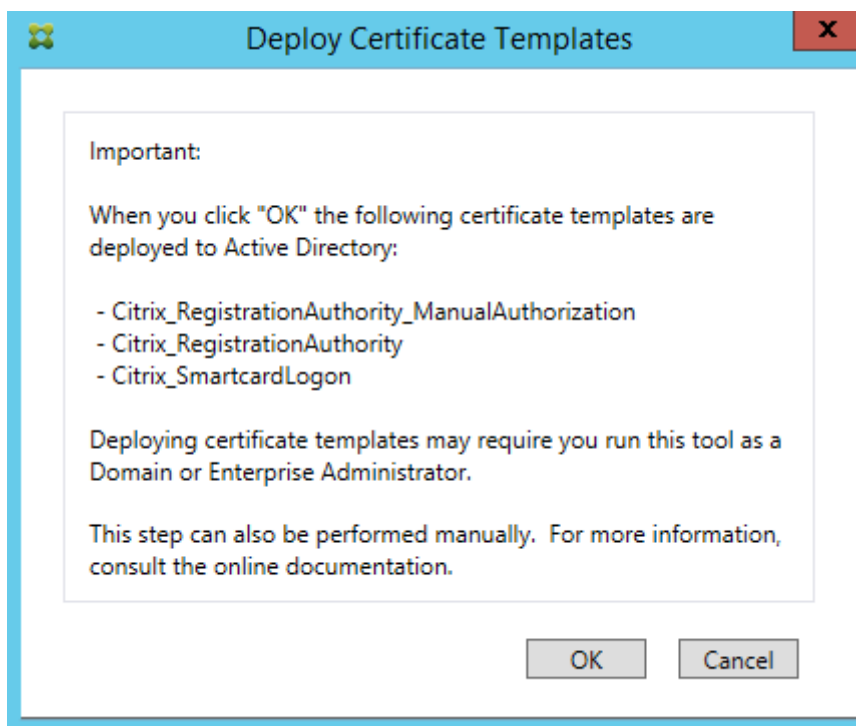 Deploy Certificate Templates
x
Important:
When you click "OK" the following certificate templates are
deployed to Active Directory:
- Citrix_RegistrationAuthority_ManualAuthorization
- Citrix_RegistrationAuthority
- Citrix_SmartcardLogon
Deploying certificate templates may require you run this tool as a
Domain or Enterprise Administrator.
This step can also be performed manually.  For more information,
consult the online documentation.
OK
Cancel